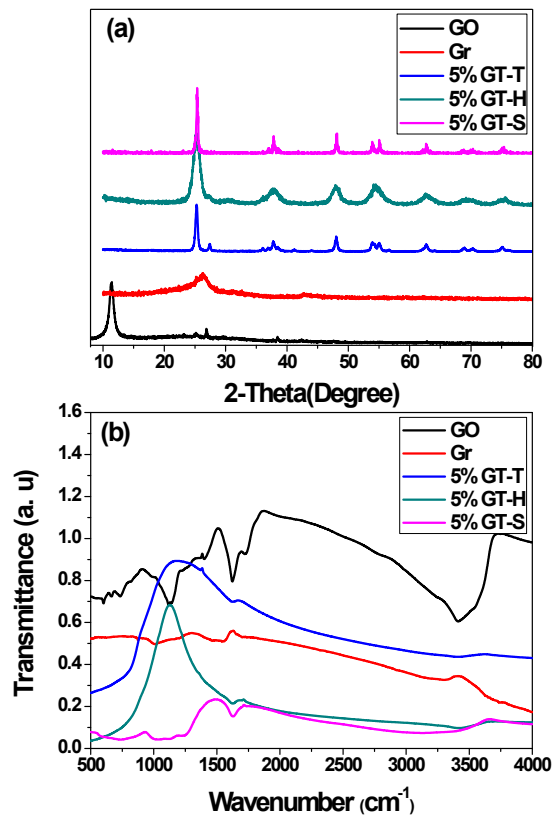 (a)
GO
Gr
5% GT-T
5% GT-H
5% GT-S
10 20 30 40 50 60 70 80
2-Theta(Degree)
(b)
GO
Gr
5% GT-T
5% GT-H
5% GT-S
1.6
1.4
1.2
1.0
0.8
0.6
0.4
0.2
0.0
Transmittance (a. u)
500 1000 1500 2000 2500 3000 3500 4000
Wavenumber (cm-1)